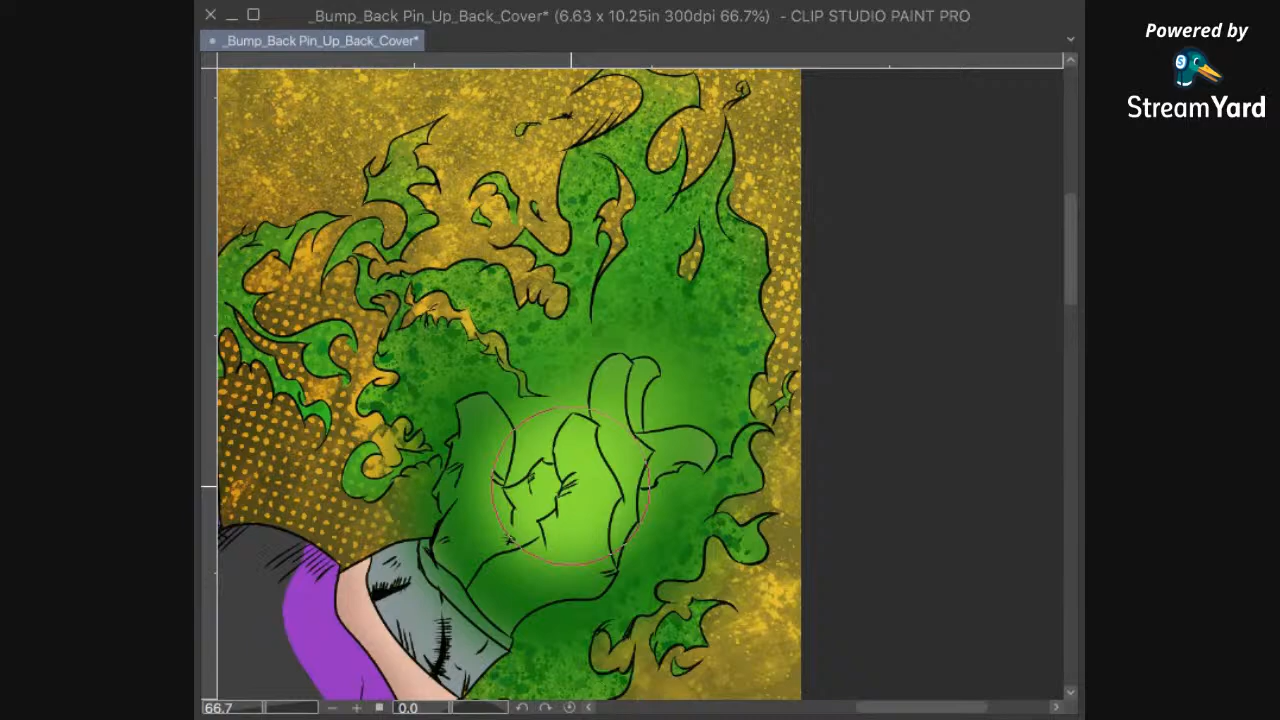 _Bump_Back Pin_Up_Back_Cover* (6.63 x 10.25in 300dpi 66.7%) - CLIP STUDIO PAINT PRO
_Bump_Back Pin_Up_Back_Cover*
Powered by
StreamYard
66.7
0.0